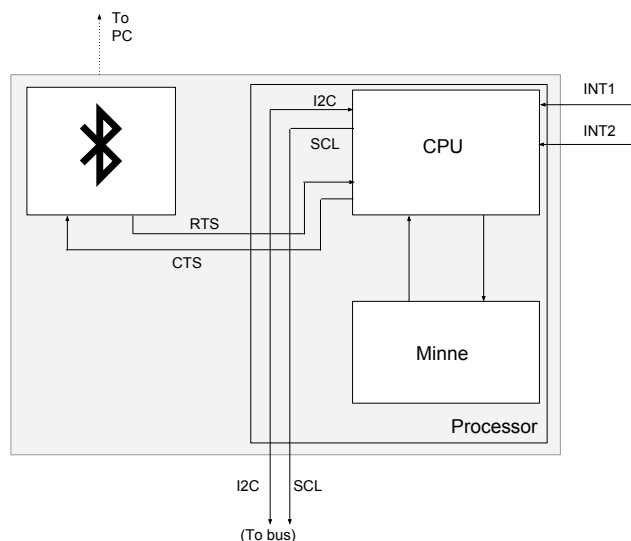 To
PC
I2C
SCL
CPU
INT1
INT2
RTS
CTS
Minne
Processor
I2C
SCL
(To bus)